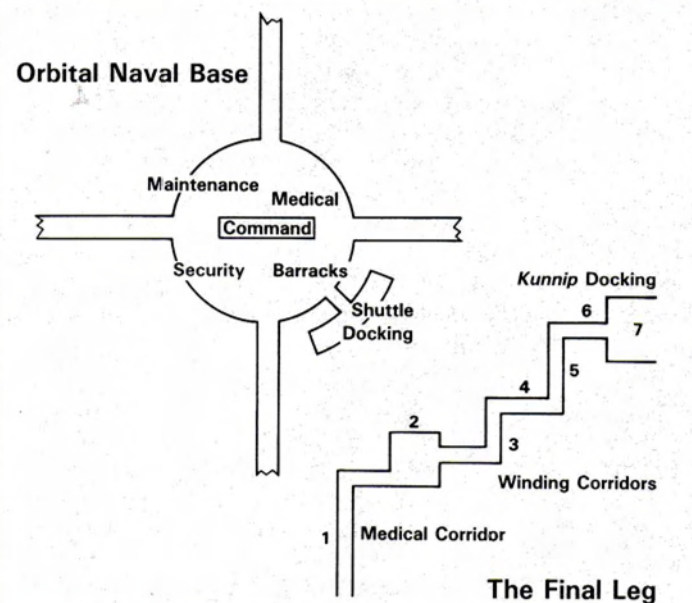 Orbital Naval Base
Maintenance
Medical
Command
Security
Barracks
Shuttle
Docking
Kunnip Docking
6
7
5
4
2
3
Winding Corridors
1
Medical Corridor
The Final Leg